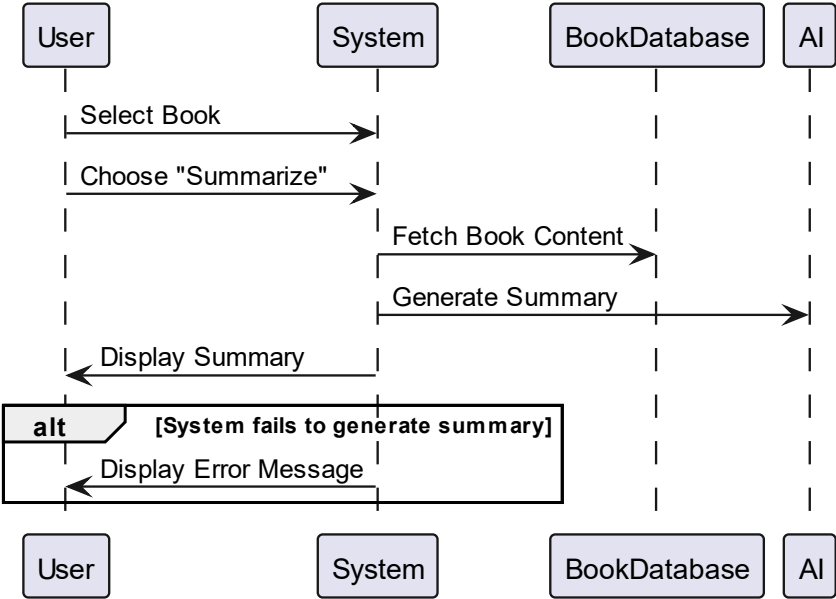 User System BookDatabase AI
Select Book
Choose "Summarize"
Fetch Book Content
Generate Summary
Display Summary
alt [System fails to generate summary]
Display Error Message
User System BookDatabase AI